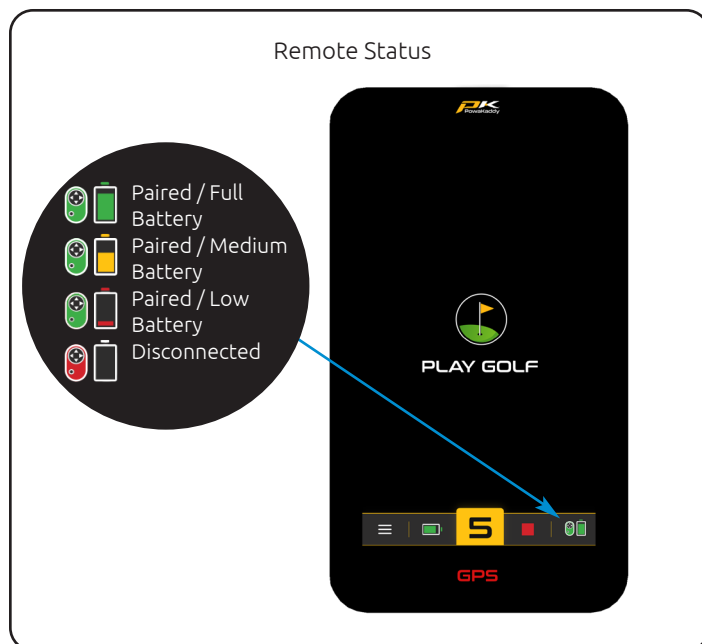 Remote Status
PK
PowaKaddy
Paired / Full
Battery
Paired / Medium
Battery
Paired / Low
Battery
Disconnected
PLAY GOLF
5
GPS